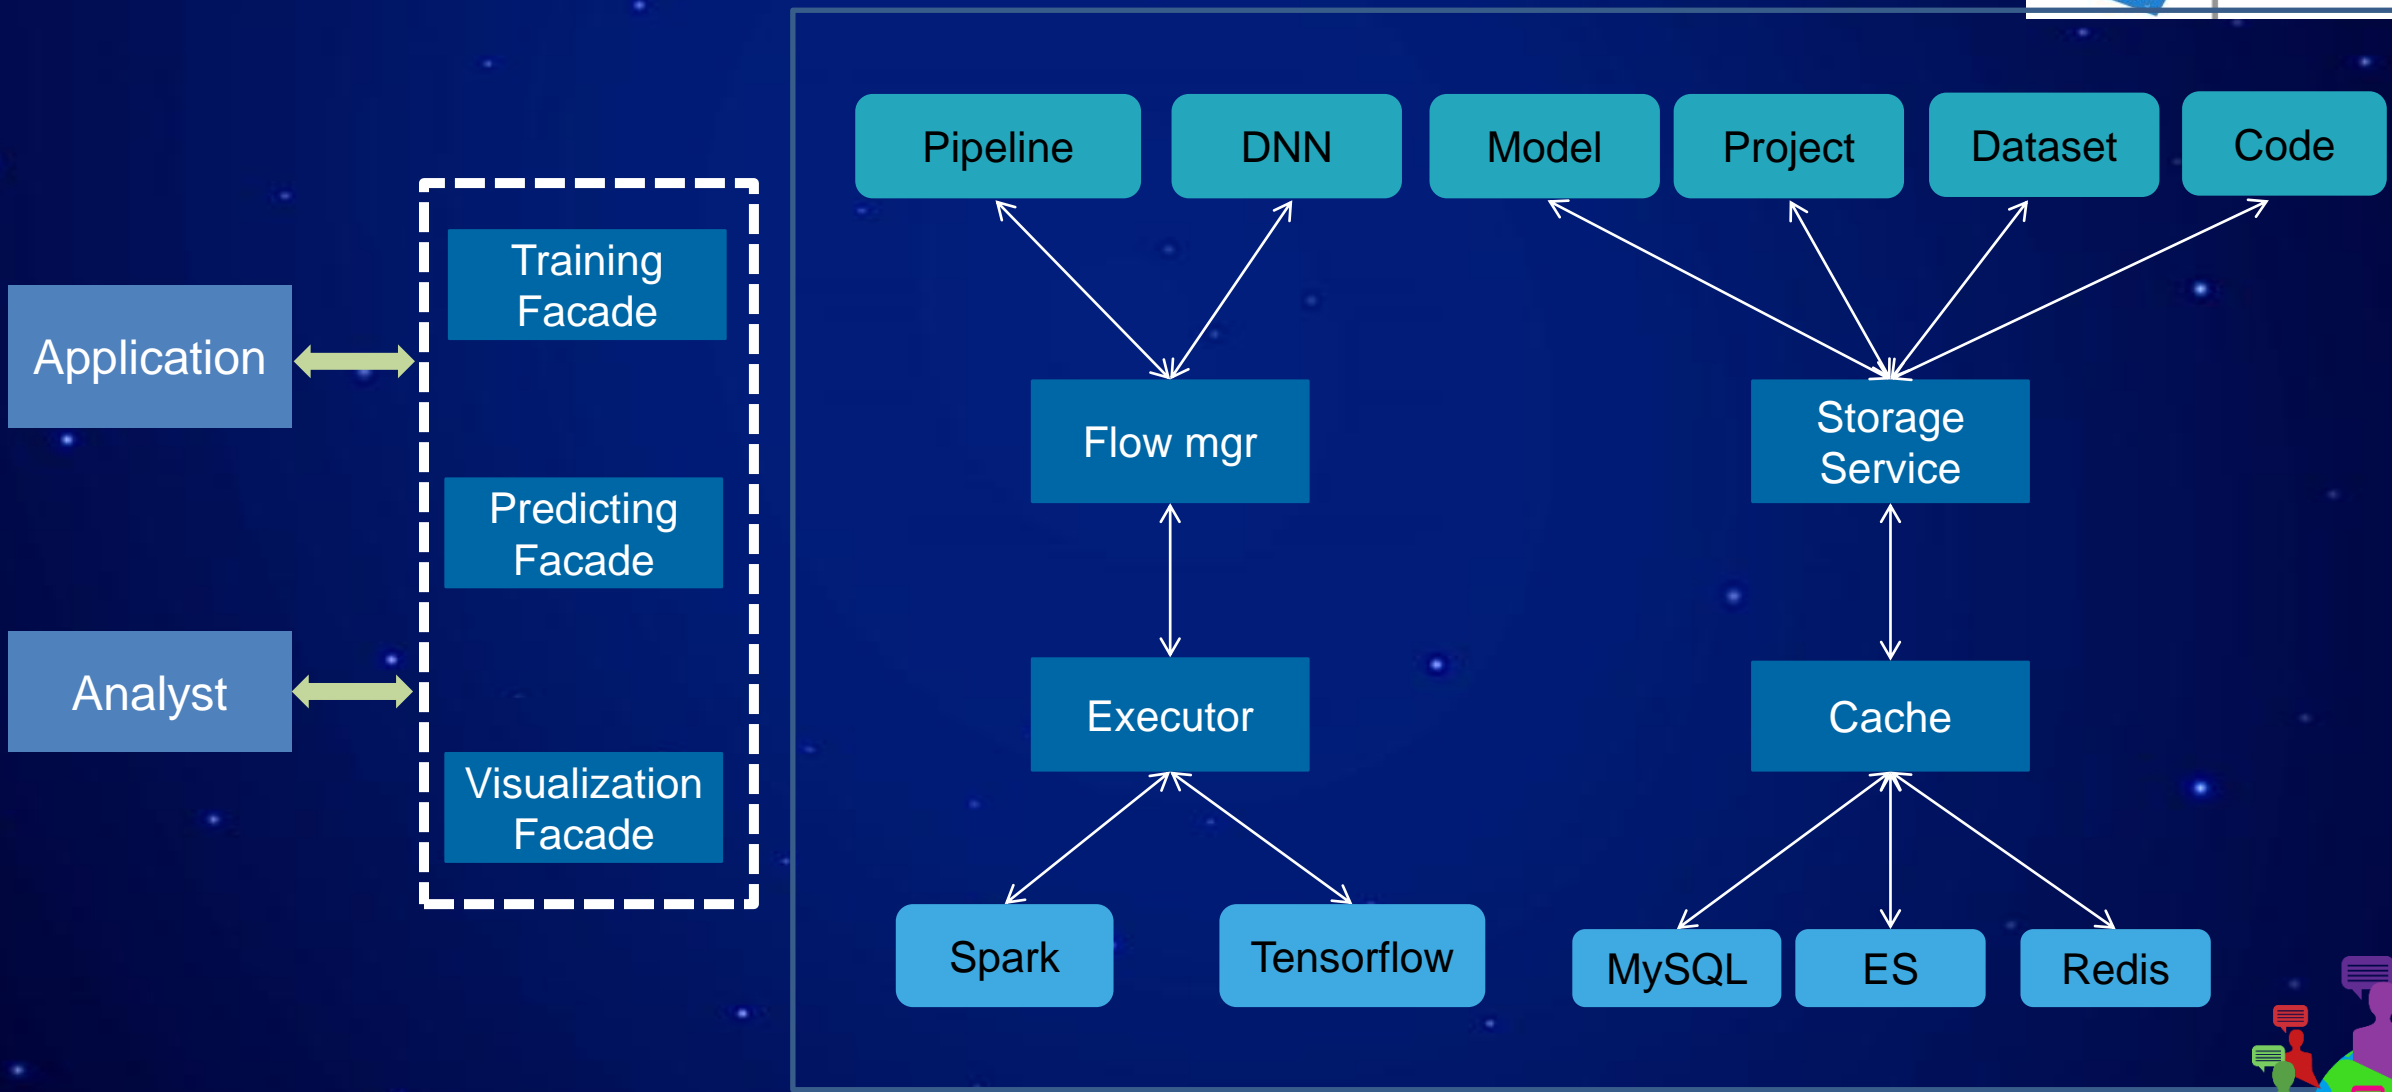 Application
Analyst
Training
Facade
Predicting
Facade
Visualization
Facade
Pipeline
DNN
Model
Project
Dataset
Code
Flow mgr
Storage
Service
Executor
Cache
Spark
Tensorflow
MySQL
ES
Redis